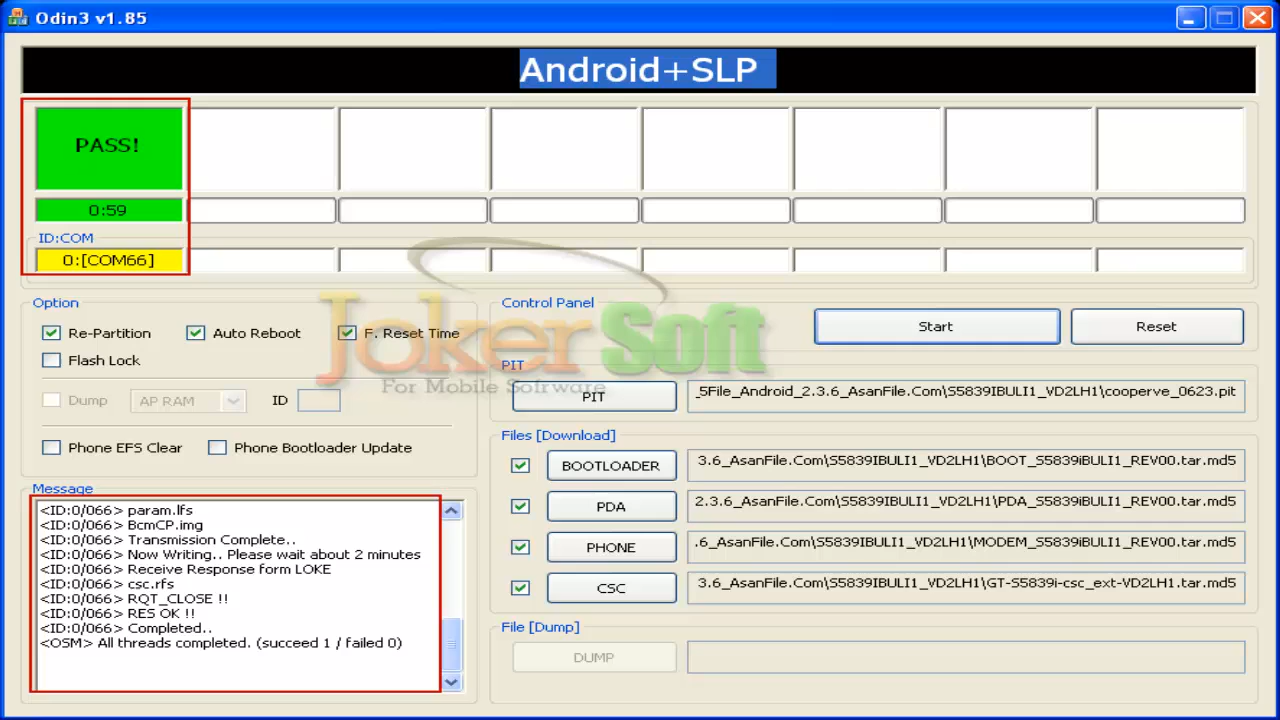 Odin3 v1.85
Android+SLP
PASS!
0:59
ID:COM
0:[COM66]
Option
Re-Partition
Auto Reboot
F. Reset Time
Flash Lock
Dump
AP RAM
ID
Phone EFS Clear
Phone Bootloader Update
Message
<ID:0/066> param.lfs
<ID:0/066> BcmCP.img
<ID:0/066> Transmission Complete..
<ID:0/066> Now Writing.. Please wait about 2 minutes
<ID:0/066> Receive Response form LOKE
<ID:0/066> csc.rfs
<ID:0/066> RQT_CLOSE !!
<ID:0/066> RES OK !!
<ID:0/066> Completed..
<OSM> All threads completed. (succeed 1 / failed 0)
Control Panel
Start
Reset
PIT
PIT
_5File_Android_2.3.6_AsanFile.Com\S5839IBULI1_VD2LH1\cooperve_0623.pit
Files [Download]
BOOTLOADER
3.6_AsanFile.Com\S5839IBULI1_VD2LH1\BOOT_S5839iBULI1_REV00.tar.md5
PDA
2.3.6_AsanFile.Com\S5839IBULI1_VD2LH1\PDA_S5839iBULI1_REV00.tar.md5
PHONE
.6_AsanFile.Com\S5839IBULI1_VD2LH1\MODEM_S5839iBULI1_REV00.tar.md5
CSC
3.6_AsanFile.Com\S5839IBULI1_VD2LH1\GT-S5839i-csc_ext-VD2LH1.tar.md5
File [Dump]
DUMP
JokerSoft
For Mobile Sofrware